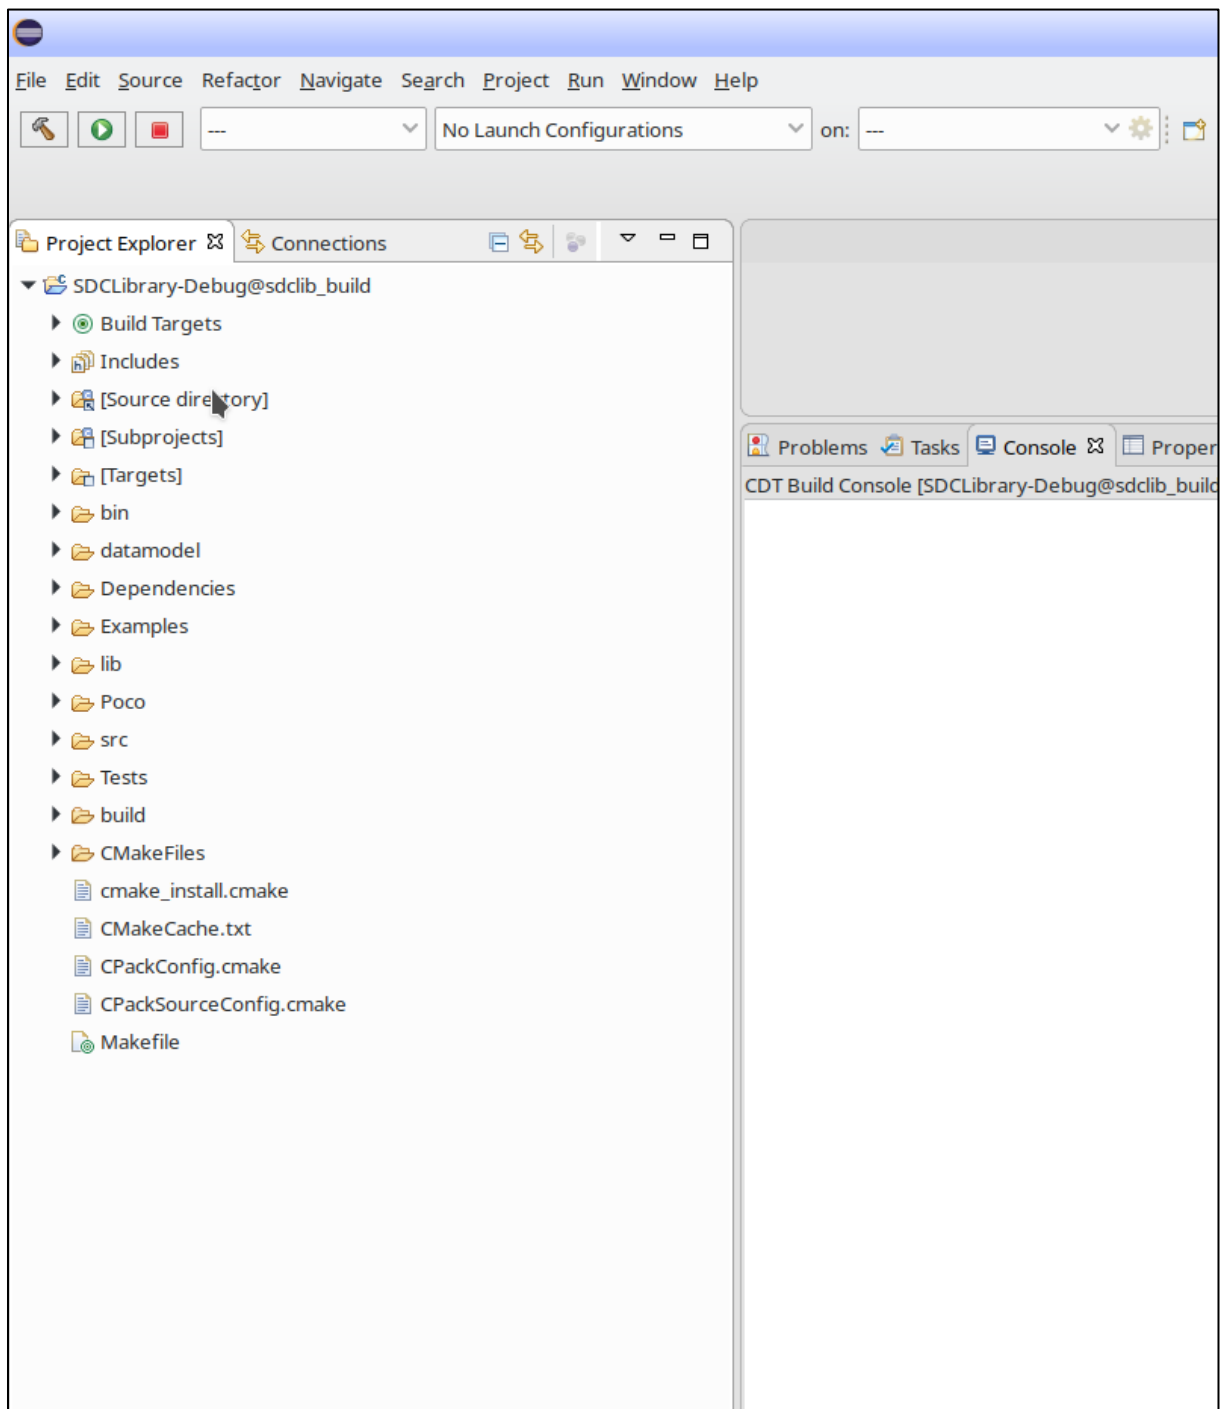 File Edit Source Refactor Navigate Search Project Run Window Help
--- No Launch Configurations on: ---
Project Explorer Connections
SDCLibrary-Debug@sdclib_build
Build Targets
Includes
[Source directory]
[Subprojects]
[Targets]
bin
datamodel
Dependencies
Examples
lib
Poco
src
Tests
build
CMakeFiles
cmake_install.cmake
CMakeCache.txt
CPackConfig.cmake
CPackSourceConfig.cmake
Makefile
Problems Tasks Console Proper
CDT Build Console [SDCLibrary-Debug@sdclib_build